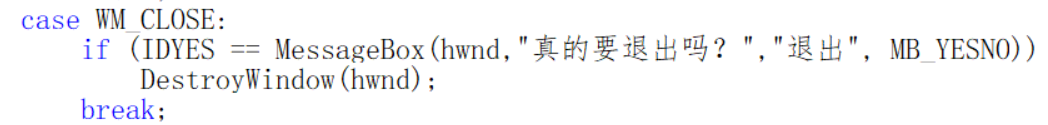 case WM_CLOSE:
    if (IDYES == MessageBox(hwnd,"真的要退出吗？","退出", MB_YESNO))
        DestroyWindow(hwnd);
    break;